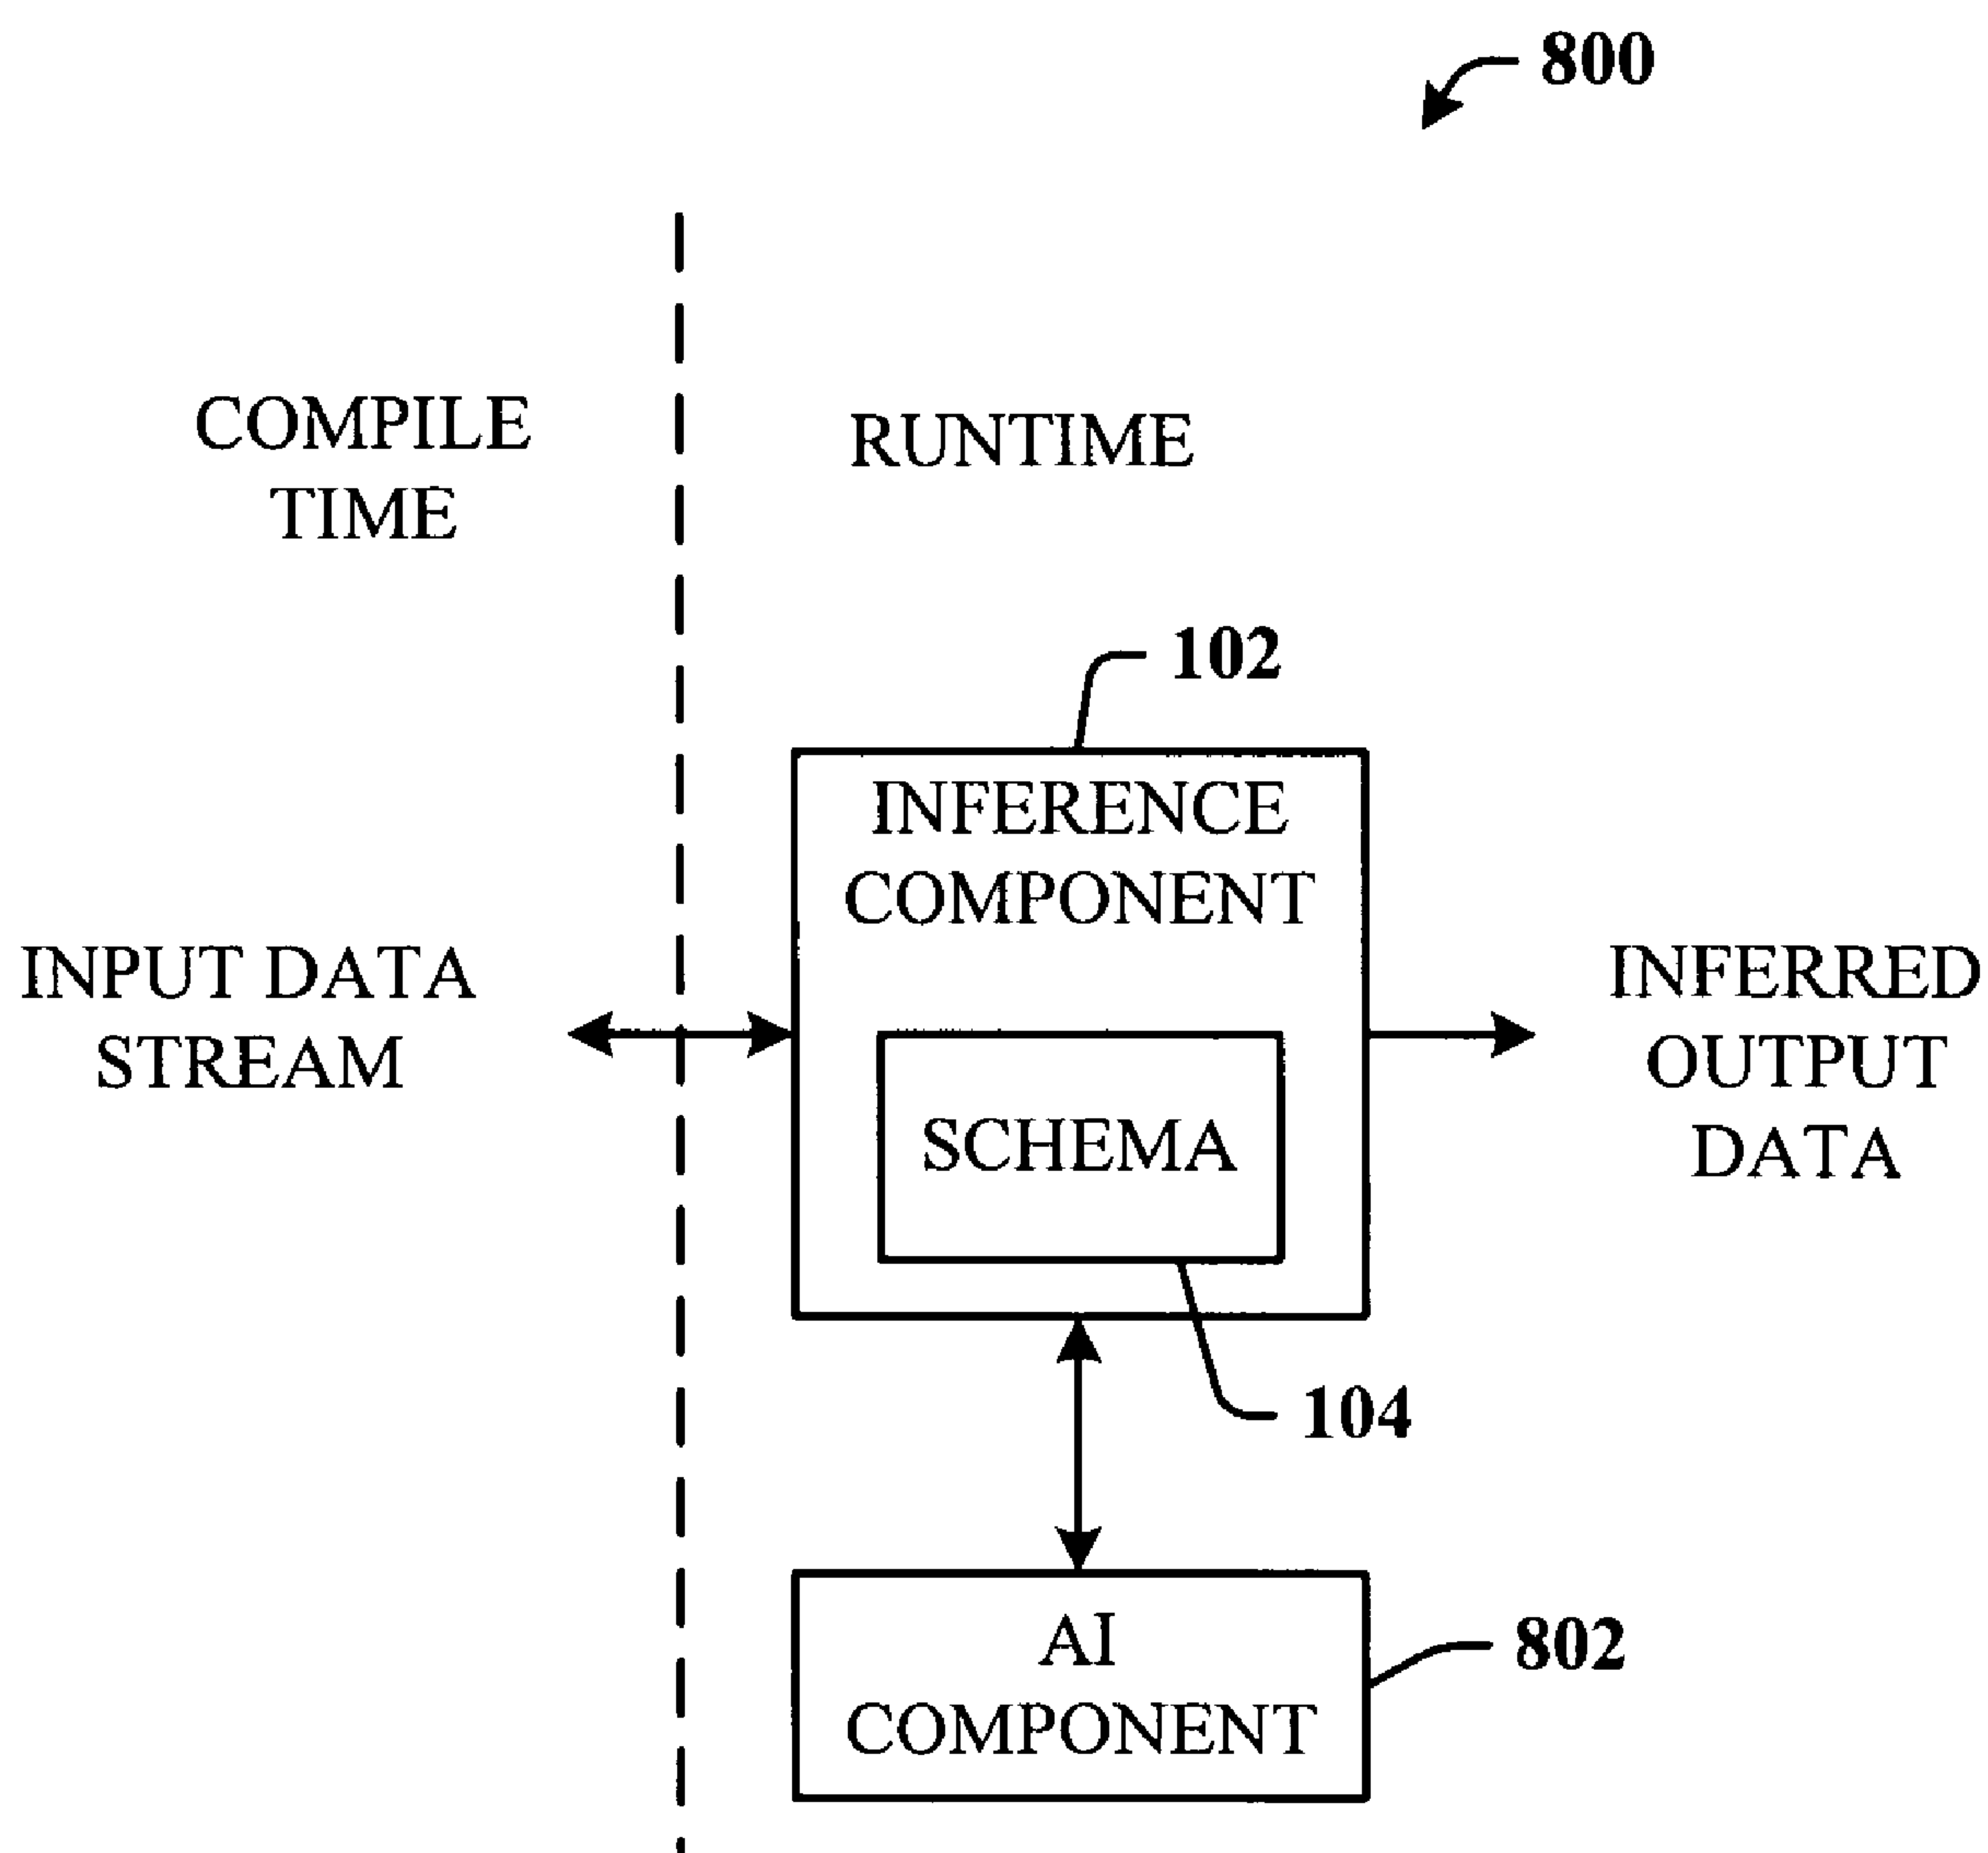 800
COMPILE
TIME
RUNTIME
102
INFERENCE
COMPONENT
INPUT DATA
STREAM
SCHEMA
INFERRED
OUTPUT
DATA
104
AI
COMPONENT
802